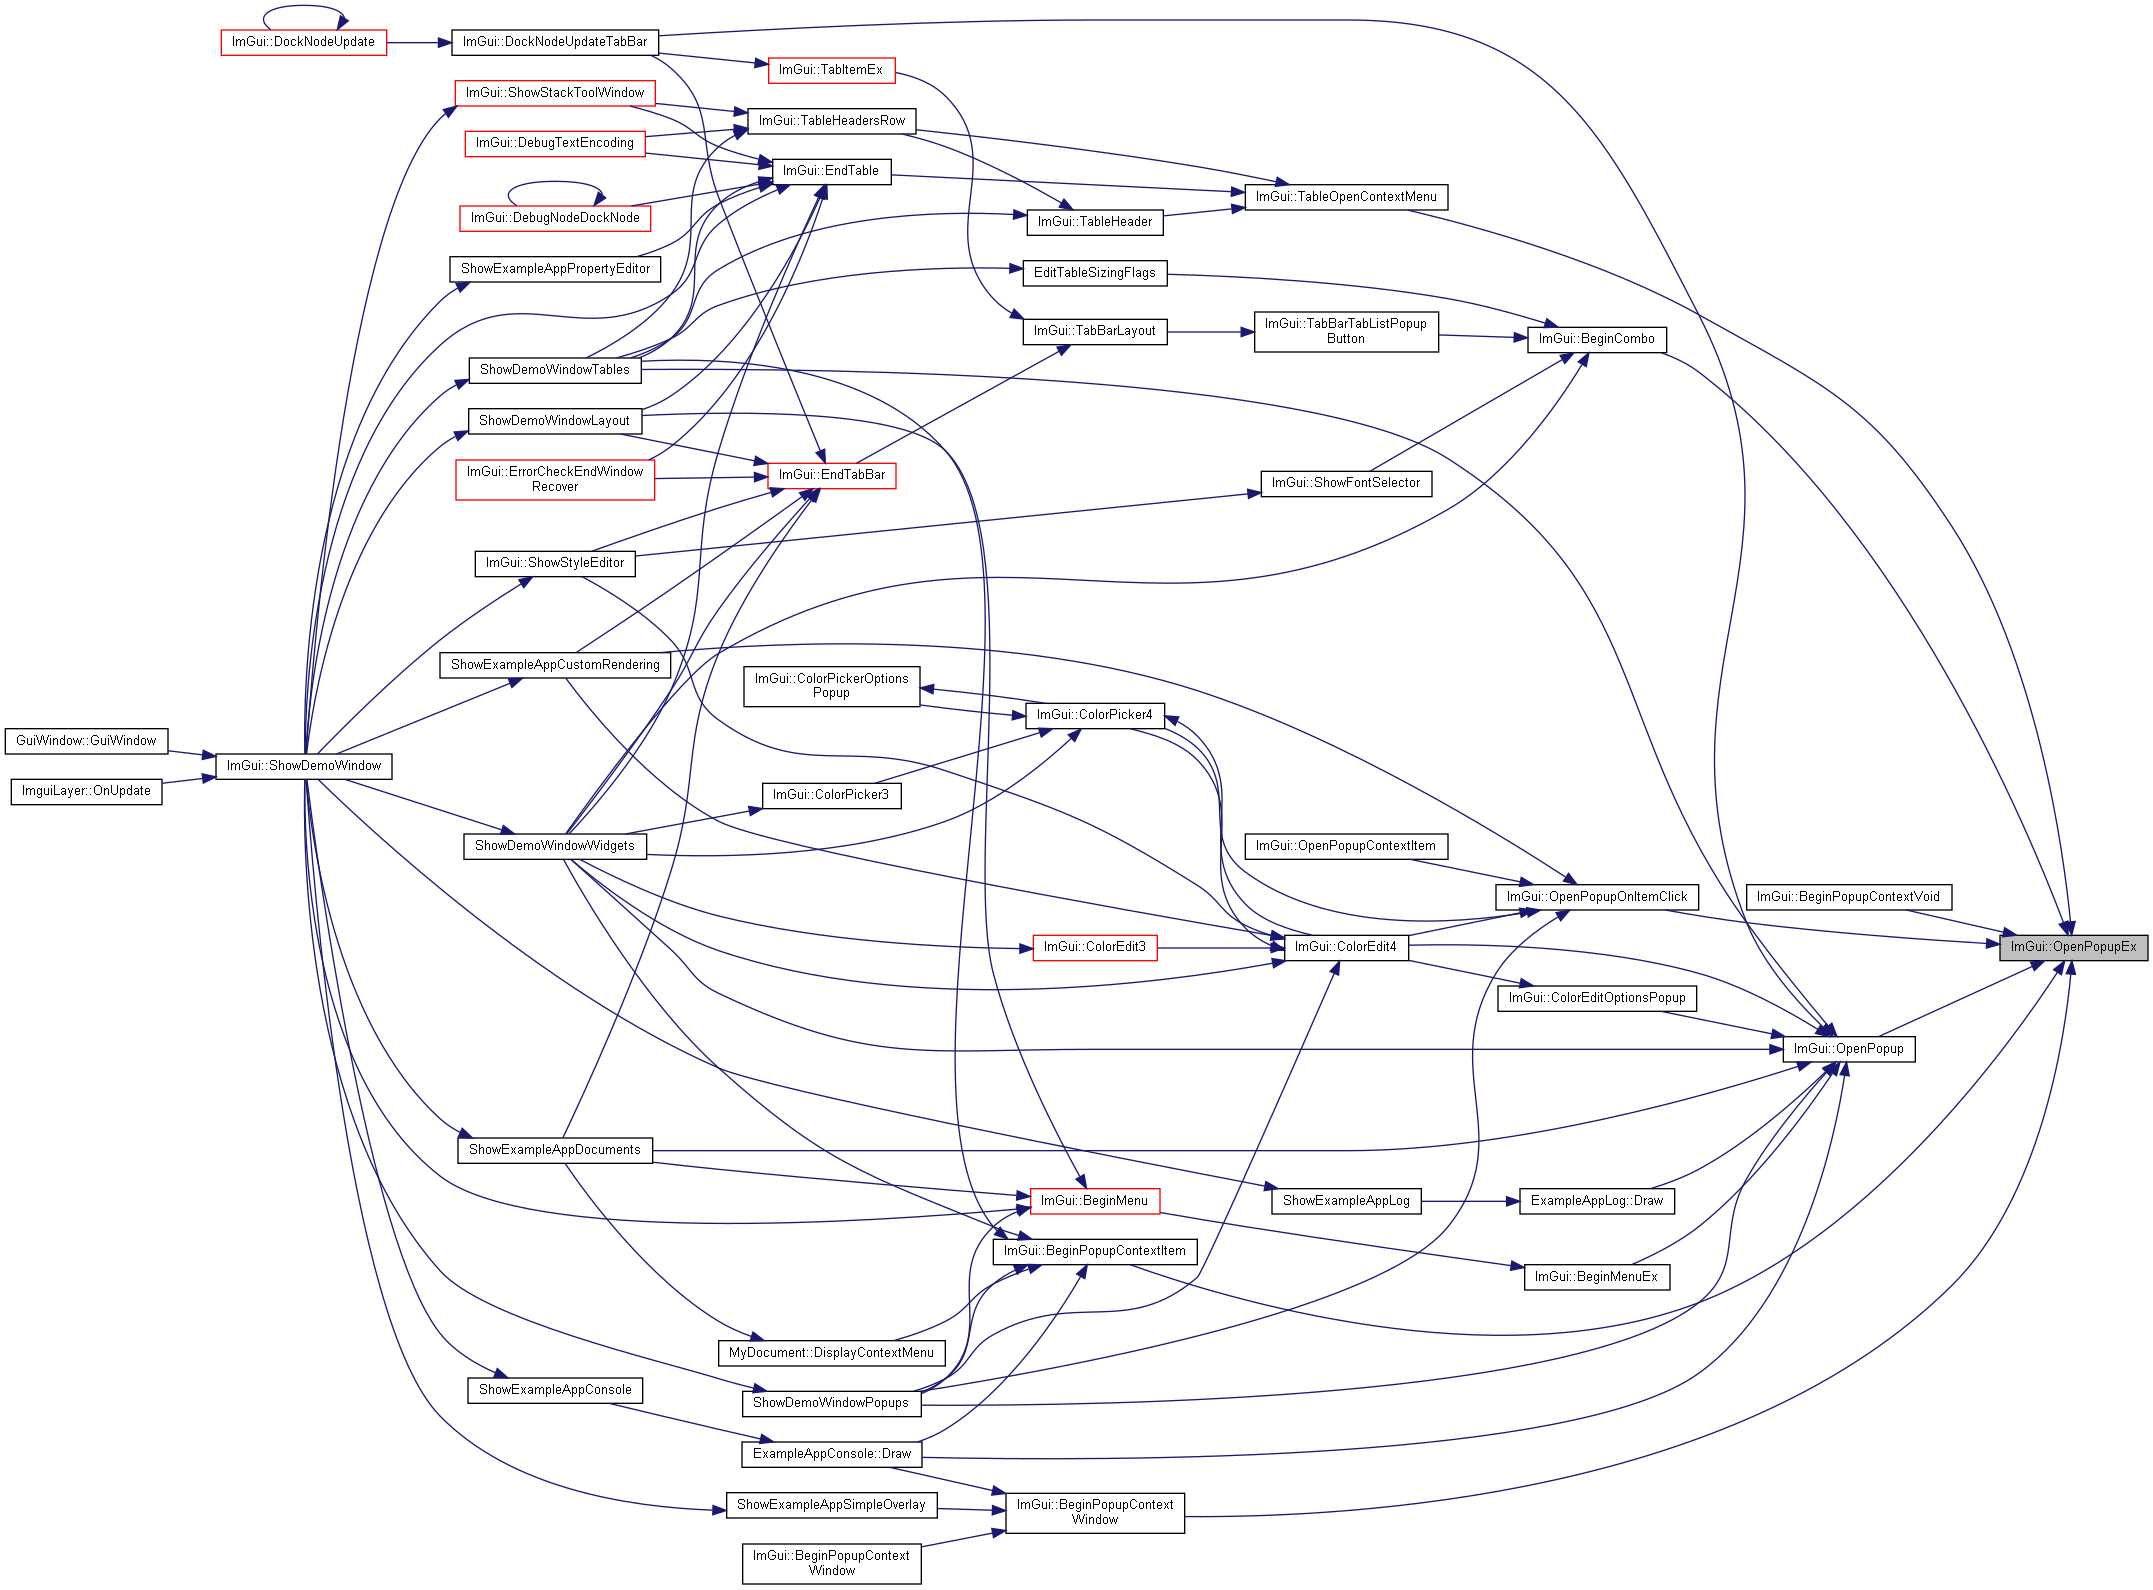 ImGui::DockNodeUpdate
ImGui::DockNodeUpdateTabBar
ImGui::TabItemEx
ImGui::ShowStackToolWindow
ImGui::TableHeadersRow
ImGui::DebugTextEncoding
ImGui::EndTable
ImGui::TableOpenContextMenu
ImGui::DebugNodeDockNode
ImGui::TableHeader
ShowExampleAppPropertyEditor
EditTableSizingFlags
ImGui::TabBarLayout
ImGui::TabBarTabListPopup
Button
ImGui::BeginCombo
ShowDemoWindowTables
ShowDemoWindowLayout
ImGui::ErrorCheckEndWindow
Recover
ImGui::EndTabBar
ImGui::ShowFontSelector
ImGui::ShowStyleEditor
ShowExampleAppCustomRendering
ImGui::ColorPickerOptions
Popup
ImGui::ColorPicker4
GuiWindow::GuiWindow
ImGui::ShowDemoWindow
ImguiLayer::OnUpdate
ImGui::ColorPicker3
ShowDemoWindowWidgets
ImGui::OpenPopupContextItem
ImGui::OpenPopupOnItemClick
ImGui::BeginPopupContextVoid
ImGui::ColorEdit3
ImGui::ColorEdit4
ImGui::OpenPopupEx
ImGui::ColorEditOptionsPopup
ImGui::OpenPopup
ShowExampleAppDocuments
ImGui::BeginMenu
ShowExampleAppLog
ExampleAppLog::Draw
ImGui::BeginPopupContextItem
ImGui::BeginMenuEx
MyDocument::DisplayContextMenu
ShowExampleAppConsole
ShowDemoWindowPopups
ExampleAppConsole::Draw
ShowExampleAppSimpleOverlay
ImGui::BeginPopupContext
Window
ImGui::BeginPopupContext
Window